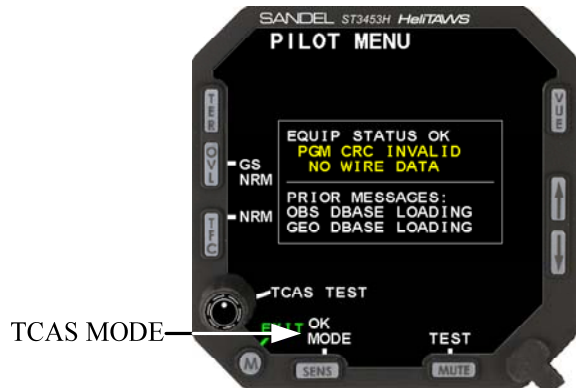 SANDEL ST3453H HeliTAWS
PILOT MENU
TER
VUE
EQUIP STATUS OK
PGM CRC INVALID
NO WIRE DATA
OVL
GS
NRM
PRIOR MESSAGES:
OBS DBASE LOADING
GEO DBASE LOADING
TFC
NRM
TCAS TEST
TCAS MODE
EXIT
OK
MODE
TEST
M
SENS
MUTE